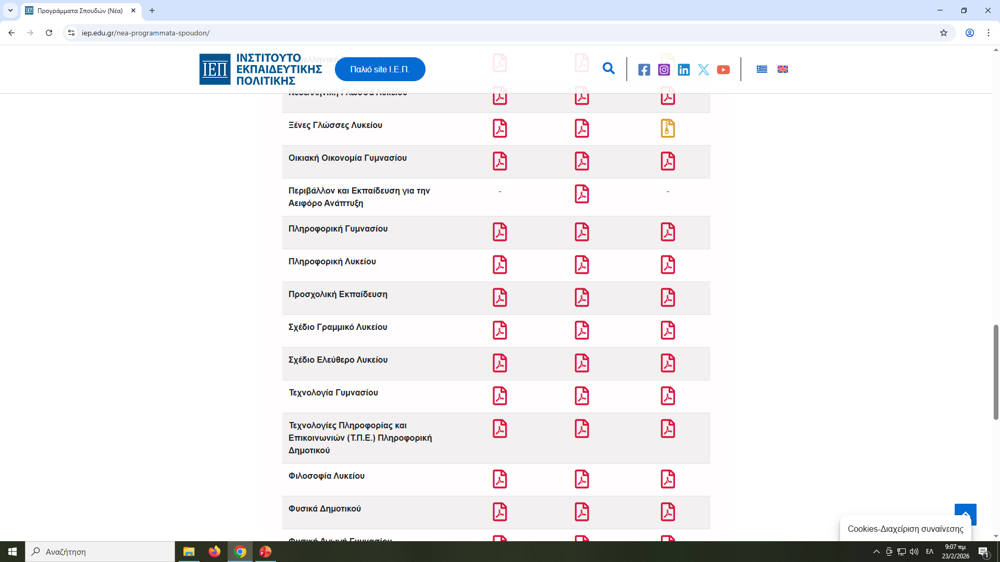 Προγράμματα Σπουδών (Νέα)
iep.edu.gr/nea-programmata-spoudon/
ΙΕΠ
ΙΝΣΤΙΤΟΥΤΟ
ΕΚΠΑΙΔΕΥΤΙΚΗΣ
ΠΟΛΙΤΙΚΗΣ
Παλιό site Ι.Ε.Π.
Νεοελληνική Γλώσσα Λυκείου
Ξένες Γλώσσες Λυκείου
Οικιακή Οικονομία Γυμνασίου
Περιβάλλον και Εκπαίδευση για την
Αειφόρο Ανάπτυξη
-
-
Πληροφορική Γυμνασίου
Πληροφορική Λυκείου
Προσχολική Εκπαίδευση
Σχέδιο Γραμμικό Λυκείου
Σχέδιο Ελεύθερο Λυκείου
Τεχνολογία Γυμνασίου
Τεχνολογίες Πληροφορίας και
Επικοινωνιών (Τ.Π.Ε.) Πληροφορική
Δημοτικού
Φιλοσοφία Λυκείου
Φυσικά Δημοτικού
Φυσική Αγωγή Γυμνασίου
Cookies-Διαχείριση συναίνεσης
Αναζήτηση
ΕΛ
9:07 πμ
23/2/2026
1